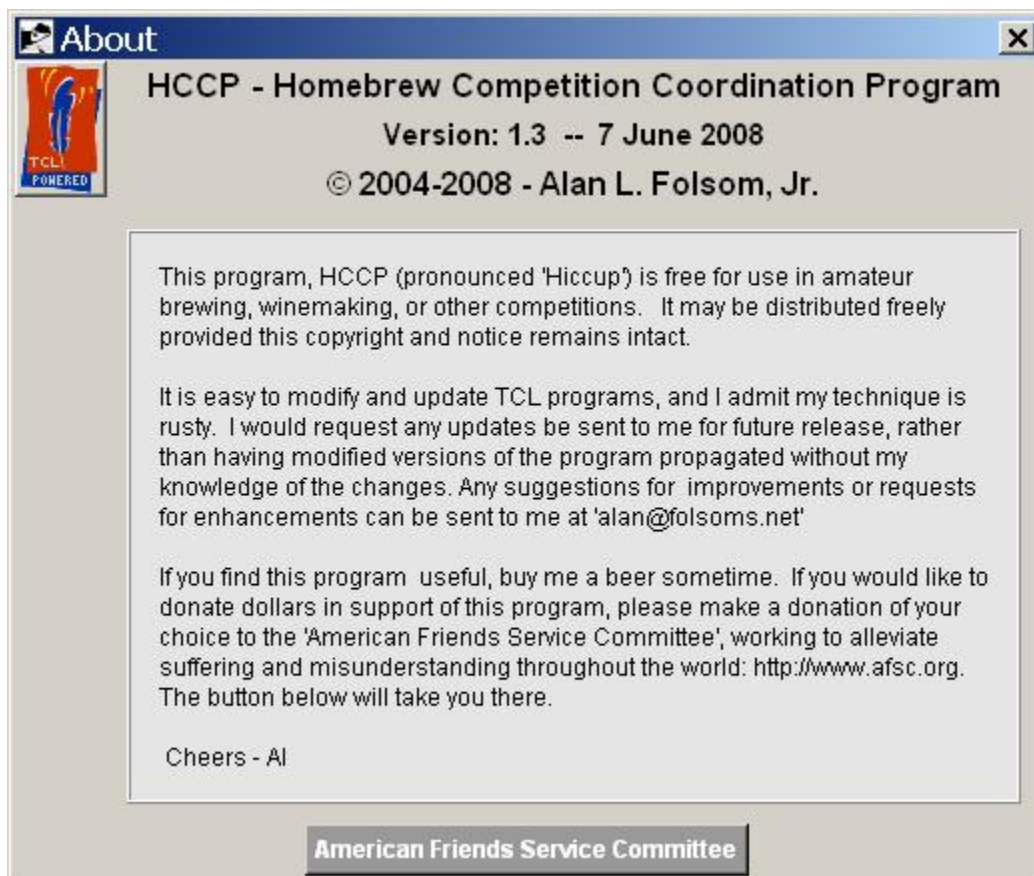 About
TCL
POWERED
HCCP - Homebrew Competition Coordination Program
Version: 1.3 -- 7 June 2008
© 2004-2008 - Alan L. Folsom, Jr.
This program, HCCP (pronounced 'Hiccup') is free for use in amateur
brewing, winemaking, or other competitions. It may be distributed freely
provided this copyright and notice remains intact.
It is easy to modify and update TCL programs, and I admit my technique is
rusty. I would request any updates be sent to me for future release, rather
than having modified versions of the program propagated without my
knowledge of the changes. Any suggestions for improvements or requests
for enhancements can be sent to me at 'alan@folsoms.net'
If you find this program useful, buy me a beer sometime. If you would like to
donate dollars in support of this program, please make a donation of your
choice to the 'American Friends Service Committee', working to alleviate
suffering and misunderstanding throughout the world: http://www.afsc.org.
The button below will take you there.
Cheers - Al
American Friends Service Committee